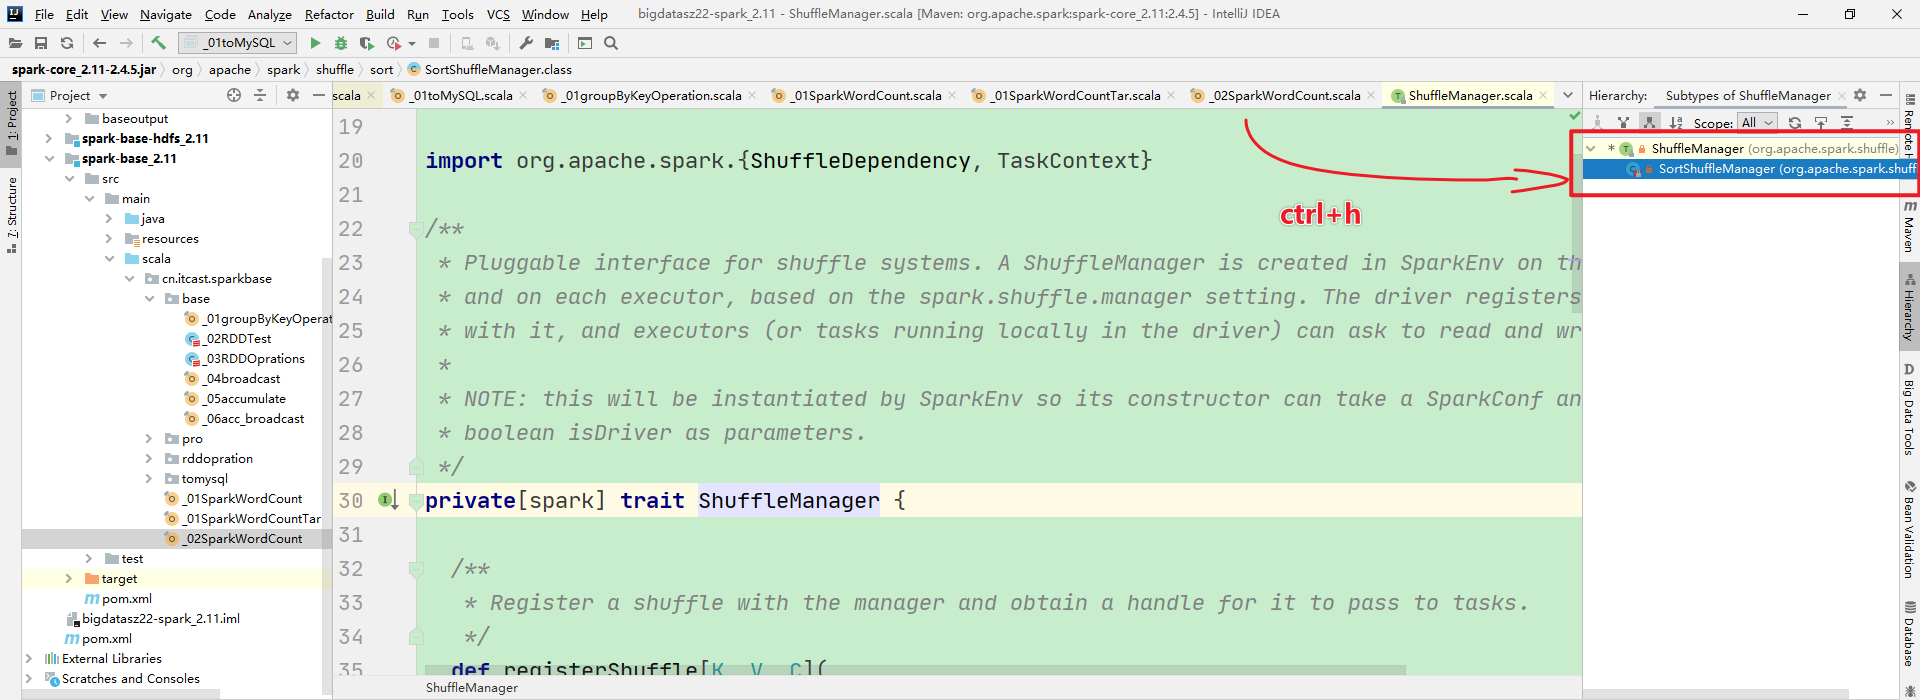 File Edit View Navigate Code Analyze Refactor Build Run Tools VCS Window Help bigdatasz22-spark_2.11 - ShuffleManager.scala [Maven: org.apache.spark:spark-core_2.11:2.4.5] - IntelliJ IDEA
_01toMySQL
spark-core_2.11-2.4.5.jar org apache spark shuffle sort SortShuffleManager.class
Project
scala _01toMySQL.scala _01groupByKeyOperation.scala _01SparkWordCount.scala _01SparkWordCountTar.scala _02SparkWordCount.scala ShuffleManager.scala
Hierarchy: Subtypes of ShuffleManager
Scope: All
* ShuffleManager (org.apache.spark.shuffle)
SortShuffleManager (org.apache.spark.shuff
ctrl+h
1: Project
7: Structure
baseoutput
spark-base-hdfs_2.11
spark-base_2.11
src
main
java
resources
scala
cn.itcast.sparkbase
base
_01groupByKeyOperat
_02RDDTest
_03RDDOprations
_04broadcast
_05accumulate
_06acc_broadcast
pro
rddopration
tomysql
_01SparkWordCount
_01SparkWordCountTar
_02SparkWordCount
test
target
pom.xml
bigdatasz22-spark_2.11.iml
pom.xml
External Libraries
Scratches and Consoles
19
20 import org.apache.spark.{ShuffleDependency, TaskContext}
21
22 /**
23 * Pluggable interface for shuffle systems. A ShuffleManager is created in SparkEnv on th
24 * and on each executor, based on the spark.shuffle.manager setting. The driver registers
25 * with it, and executors (or tasks running locally in the driver) can ask to read and wr
26 *
27 * NOTE: this will be instantiated by SparkEnv so its constructor can take a SparkConf an
28 * boolean isDriver as parameters.
29 */
30 private[spark] trait ShuffleManager {
31
32 /**
33 * Register a shuffle with the manager and obtain a handle for it to pass to tasks.
34 */
35 def registerShuffle[K, V, C](
ShuffleManager
Remote H
Maven
Hierarchy
Big Data Tools
Bean Validation
Database